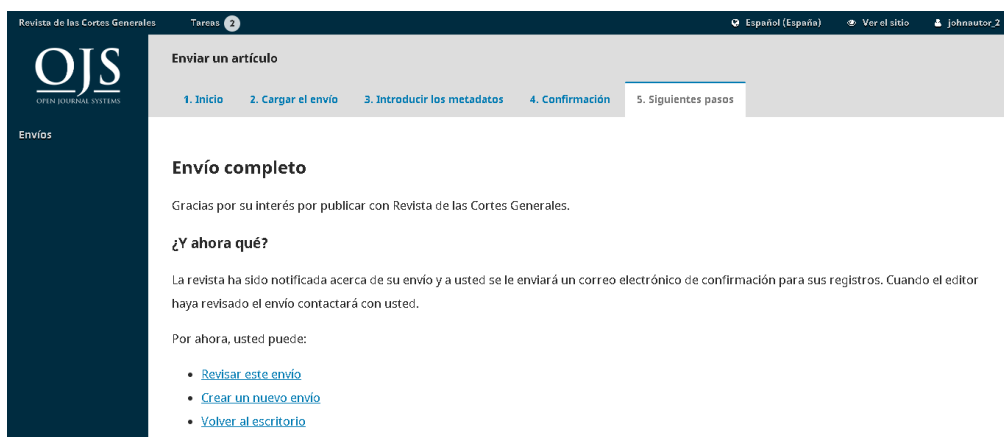 Revista de las Cortes Generales Tareas 2 Español (España) Ver el sitio johnautor_2
OJS
OPEN JOURNAL SYSTEMS
Envíos
Enviar un artículo
1. Inicio 2. Cargar el envío 3. Introducir los metadatos 4. Confirmación 5. Siguientes pasos
Envío completo
Gracias por su interés por publicar con Revista de las Cortes Generales.
¿Y ahora qué?
La revista ha sido notificada acerca de su envío y a usted se le enviará un correo electrónico de confirmación para sus registros. Cuando el editor
haya revisado el envío contactará con usted.
Por ahora, usted puede:
Revisar este envío
Crear un nuevo envío
Volver al escritorio